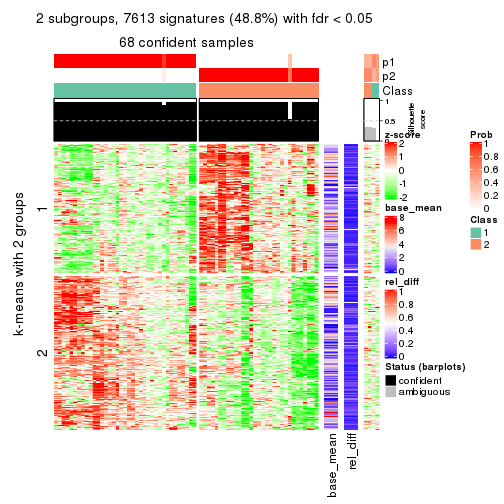 2 subgroups, 7613 signatures (48.8%) with fdr < 0.05
68 confident samples
p1
p2
Class
1
0.5
0
Silhouette
score
k-means with 2 groups
1
2
base_mean
rel_diff
z-score
2
1
0
-1
-2
base_mean
8
6
4
2
0
rel_diff
1
0.8
0.6
0.4
0.2
0
Status (barplots)
confident
ambiguous
Prob
1
0.8
0.6
0.4
0.2
0
Class
1
2